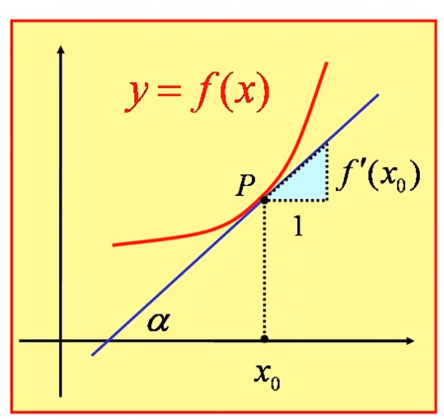 y = f(x)
P
f′(x₀)
1
α
x₀